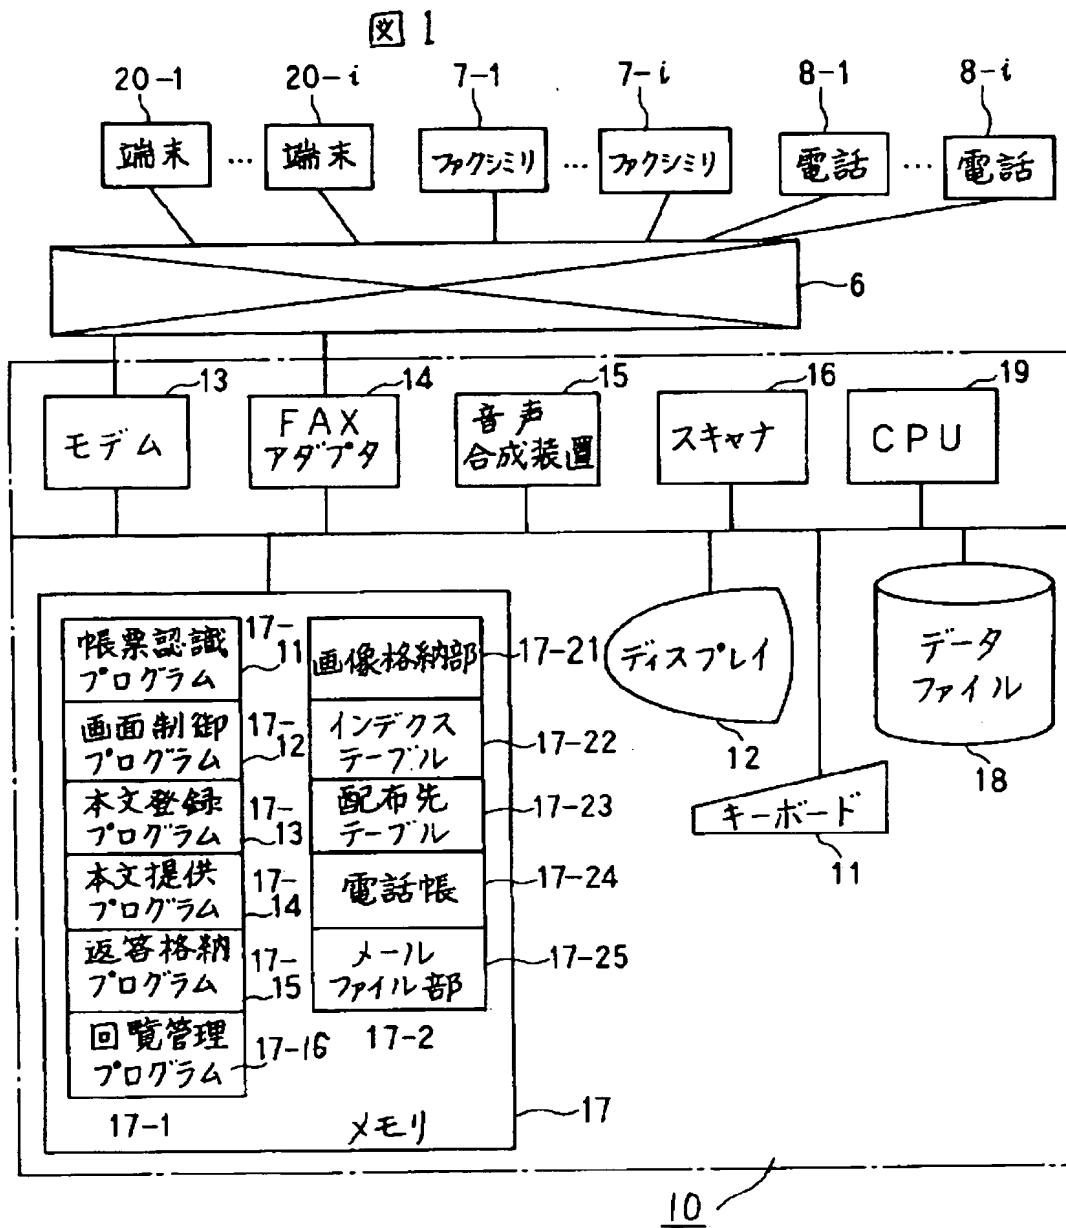 図 1
20-1 20-i 7-1 7-i 8-1 8-i
端末 … 端末 ファクシミリ … ファクシミリ 電話 … 電話
6
13 14 15 16 19
モデム
FAX
アダプタ
音声
合成装置
スキャナ
CPU
帳票認識
プログラム
17-
11
画面制御
プログラム
17-
12
本文登録
プログラム
17-
13
本文提供
プログラム
17-
14
返答格納
プログラム
17-
15
回覧管理
プログラム
17-16
17-1
画像格納部
17-21
インデクス
テーブル
17-22
配布先
テーブル
17-23
電話帳
17-24
メール
ファイル部
17-25
17-2
メモリ
17
ディスプレイ
12
キーボード
11
データ
ファイル
18
10